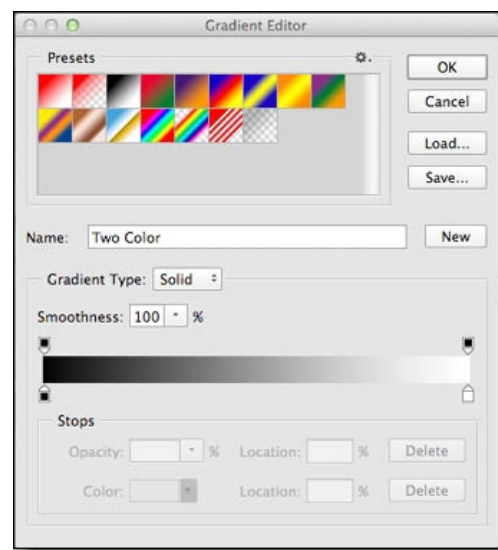 Gradient Editor
Presets
OK
Cancel
Load...
Save...
Name: Two Color
New
Gradient Type: Solid
Smoothness: 100 %
Stops
Opacity: % Location: % Delete
Color: Location: % Delete